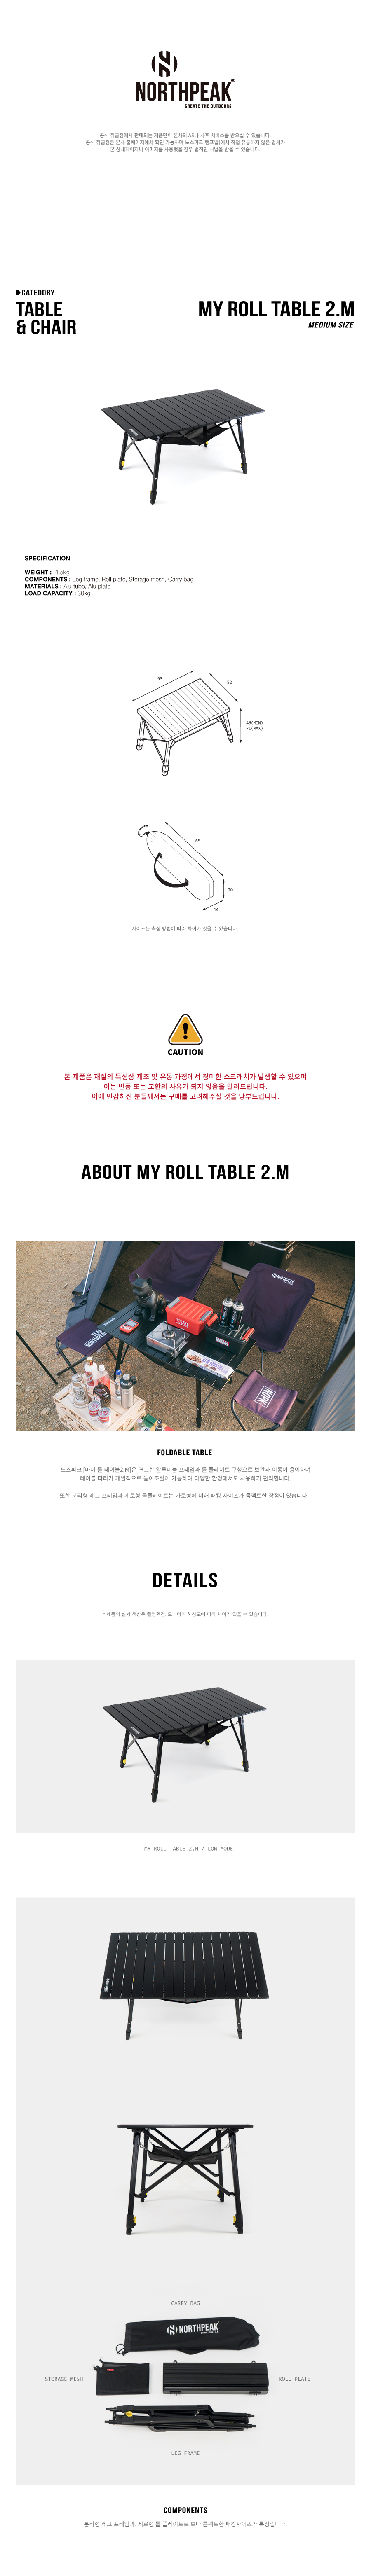 NORTHPEAK®
CREATE THE OUTDOORS
공식 취급점에서 판매되는 제품만이 본사의 AS나 사후 서비스를 받으실 수 있습니다.
공식 취급점은 본사 홈페이지에서 확인 가능하며 노스피크(캠프밸)에서 직접 유통하지 않은 업체가
본 상세페이지나 이미지를 사용했을 경우 법적인 처벌을 받을 수 있습니다.
CATEGORY
TABLE
& CHAIR
MY ROLL TABLE 2.M
MEDIUM SIZE
SPECIFICATION
WEIGHT : 4.5kg
COMPONENTS : Leg frame, Roll plate, Storage mesh, Carry bag
MATERIALS : Alu tube, Alu plate
LOAD CAPACITY : 30kg
93
52
46(MIN)
71(MAX)
65
20
14
사이즈는 측정 방법에 따라 차이가 있을 수 있습니다.
CAUTION
본 제품은 재질의 특성상 제조 및 유통 과정에서 경미한 스크래치가 발생할 수 있으며
이는 반품 또는 교환의 사유가 되지 않음을 알려드립니다.
이에 민감하신 분들께서는 구매를 고려해주실 것을 당부드립니다.
ABOUT MY ROLL TABLE 2.M
NORTHPEAK
FOLDABLE TABLE
노스피크 [마이 롤 테이블2.M]은 견고한 알루미늄 프레임과 롤 플레이트 구성으로 보관과 이동이 용이하며
테이블 다리가 개별적으로 높이조절이 가능하여 다양한 환경에서도 사용하기 편리합니다.
또한 분리형 레그 프레임과 세로형 롤플레이트는 가로형에 비해 패킹 사이즈가 콤팩트한 장점이 있습니다.
DETAILS
* 제품의 실제 색상은 촬영환경, 모니터의 해상도에 따라 차이가 있을 수 있습니다.
MY ROLL TABLE 2.M / LOW MODE
CARRY BAG
NORTHPEAK
STORAGE MESH
ROLL PLATE
LEG FRAME
COMPONENTS
분리형 레그 프레임과, 세로형 롤 플레이트로 보다 콤팩트한 패킹사이즈가 특징입니다.